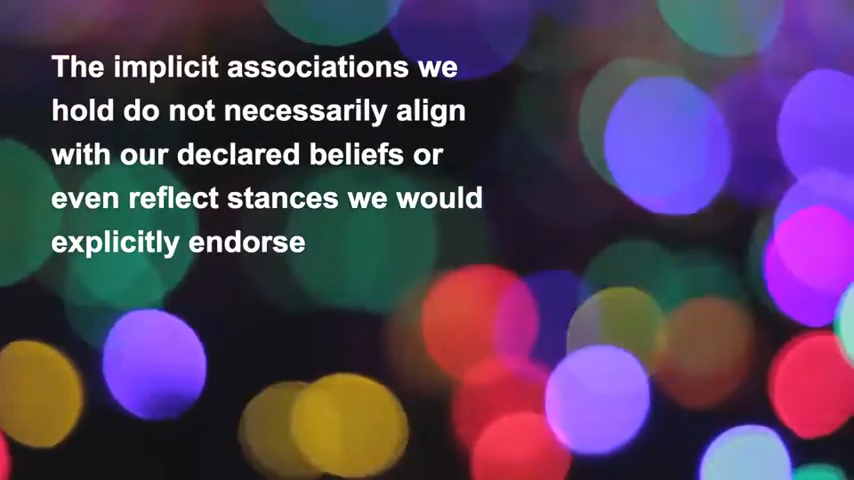 The implicit associations we
hold do not necessarily align
with our declared beliefs or
even reflect stances we would
explicitly endorse